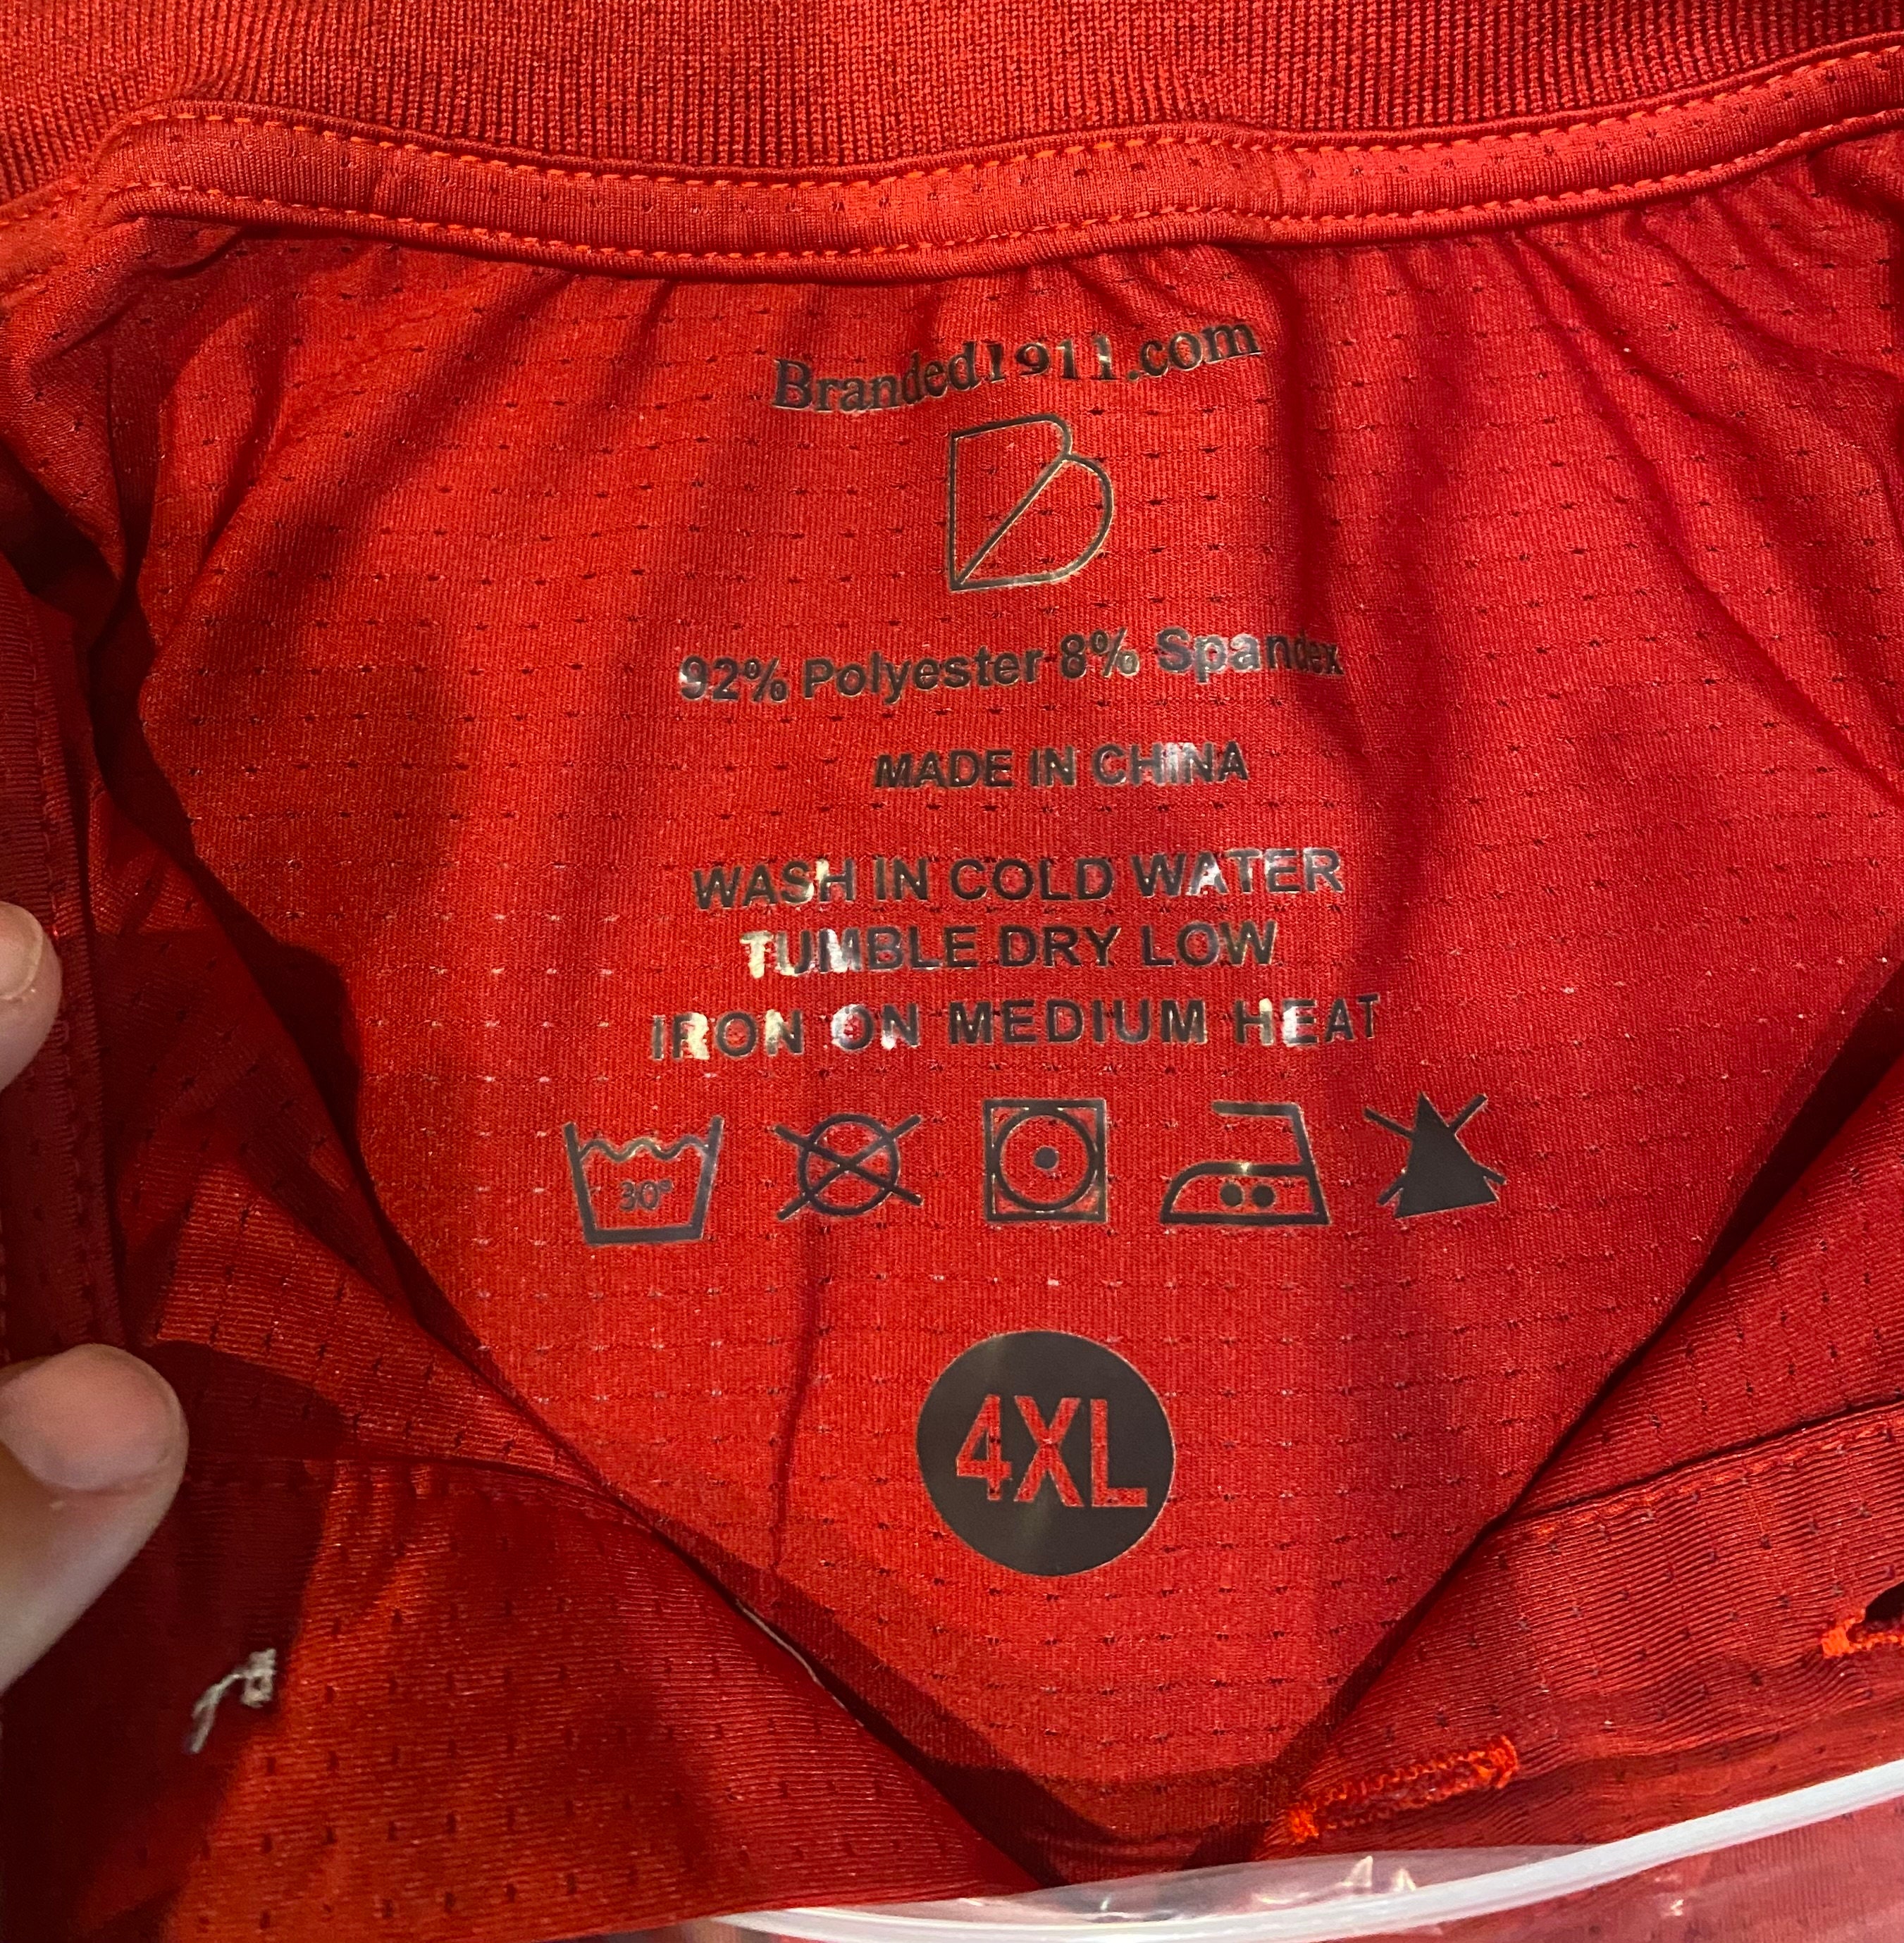 Branded1911.com
92% Polyester 8% Spandex
MADE IN CHINA
WASH IN COLD WATER
TUMBLE DRY LOW
IRON ON MEDIUM HEAT
30°
4XL